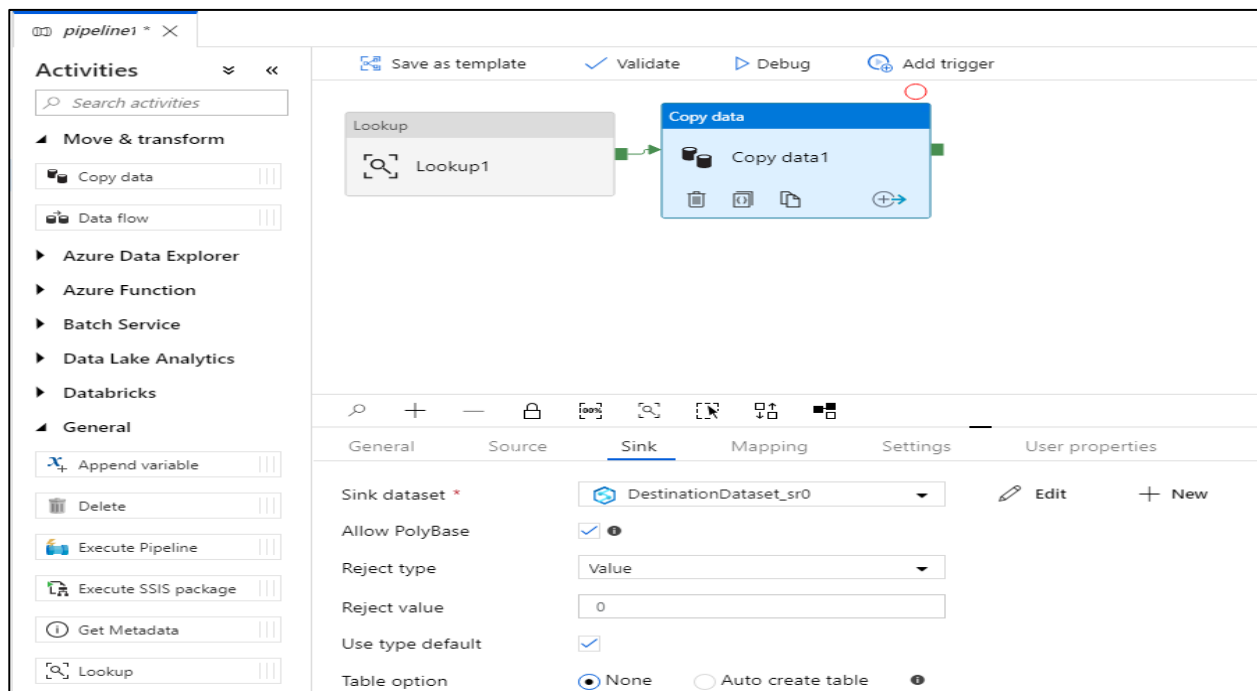 pipeline1 *
Activities
Search activities
Move & transform
Copy data
Data flow
Azure Data Explorer
Azure Function
Batch Service
Data Lake Analytics
Databricks
General
Append variable
Delete
Execute Pipeline
Execute SSIS package
Get Metadata
Lookup
Save as template Validate Debug Add trigger
Lookup
Lookup1
Copy data
Copy data1
General Source Sink Mapping Settings User properties
Sink dataset * DestinationDataset_sr0 Edit New
Allow PolyBase
Reject type Value
Reject value 0
Use type default
Table option None Auto create table